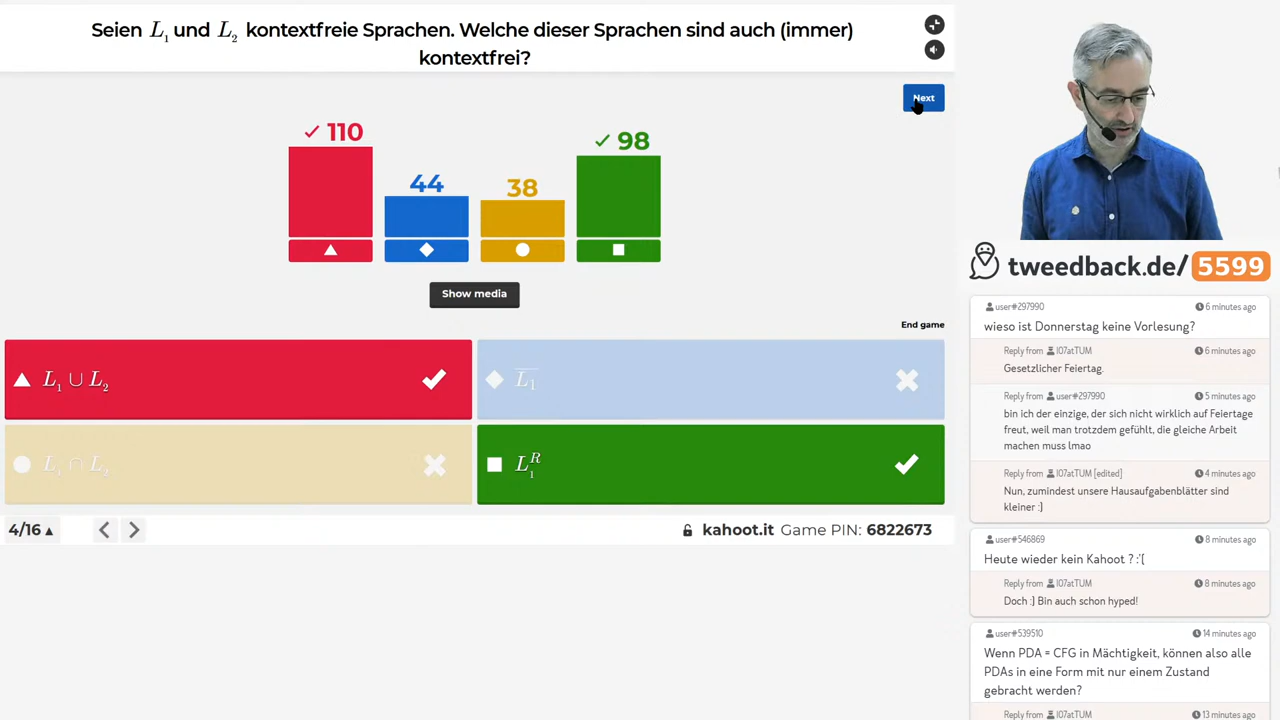 Seien L₁ und L₂ kontextfreie Sprachen. Welche dieser Sprachen sind auch (immer)
kontextfrei?
Next
110
44
38
98
Show media
End game
L₁ ∪ L₂
L̅₁
L₁ ∩ L₂
L₁ᴿ
4/16
kahoot.it Game PIN: 6822673
tweedback.de/ 5599
user#297990 6 minutes ago
wieso ist Donnerstag keine Vorlesung?
Reply from I07atTUM 6 minutes ago
Gesetzlicher Feiertag.
Reply from user#297990 5 minutes ago
bin ich der einzige, der sich nicht wirklich auf Feiertage
freut, weil man trotzdem gefühlt, die gleiche Arbeit
machen muss lmao
Reply from I07atTUM [edited] 4 minutes ago
Nun, zumindest unsere Hausaufgabenblätter sind
kleiner :)
user#546869 8 minutes ago
Heute wieder kein Kahoot ? :'(
Reply from I07atTUM 8 minutes ago
Doch :) Bin auch schon hyped!
user#539510 14 minutes ago
Wenn PDA = CFG in Mächtigkeit, können also alle
PDAs in eine Form mit nur einem Zustand
gebracht werden?
Reply from I07atTUM 13 minutes ago